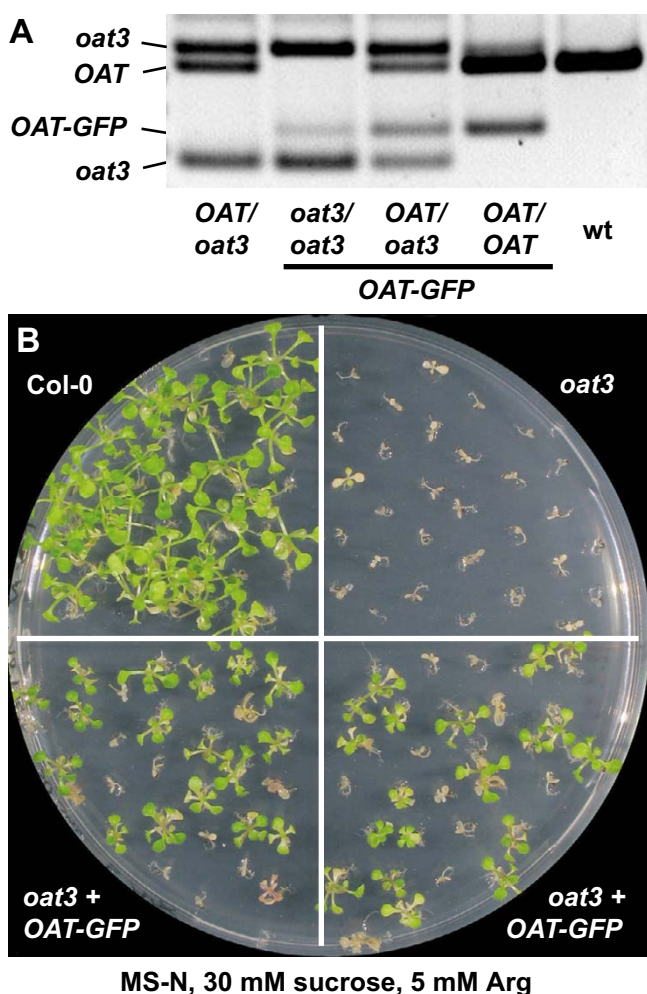 A
oat3
OAT
OAT-GFP
oat3
OAT/ oat3/ OAT/ OAT/ wt
oat3 oat3 oat3 OAT
OAT-GFP
B
Col-0 oat3
oat3 + oat3 +
OAT-GFP OAT-GFP
MS-N, 30 mM sucrose, 5 mM Arg